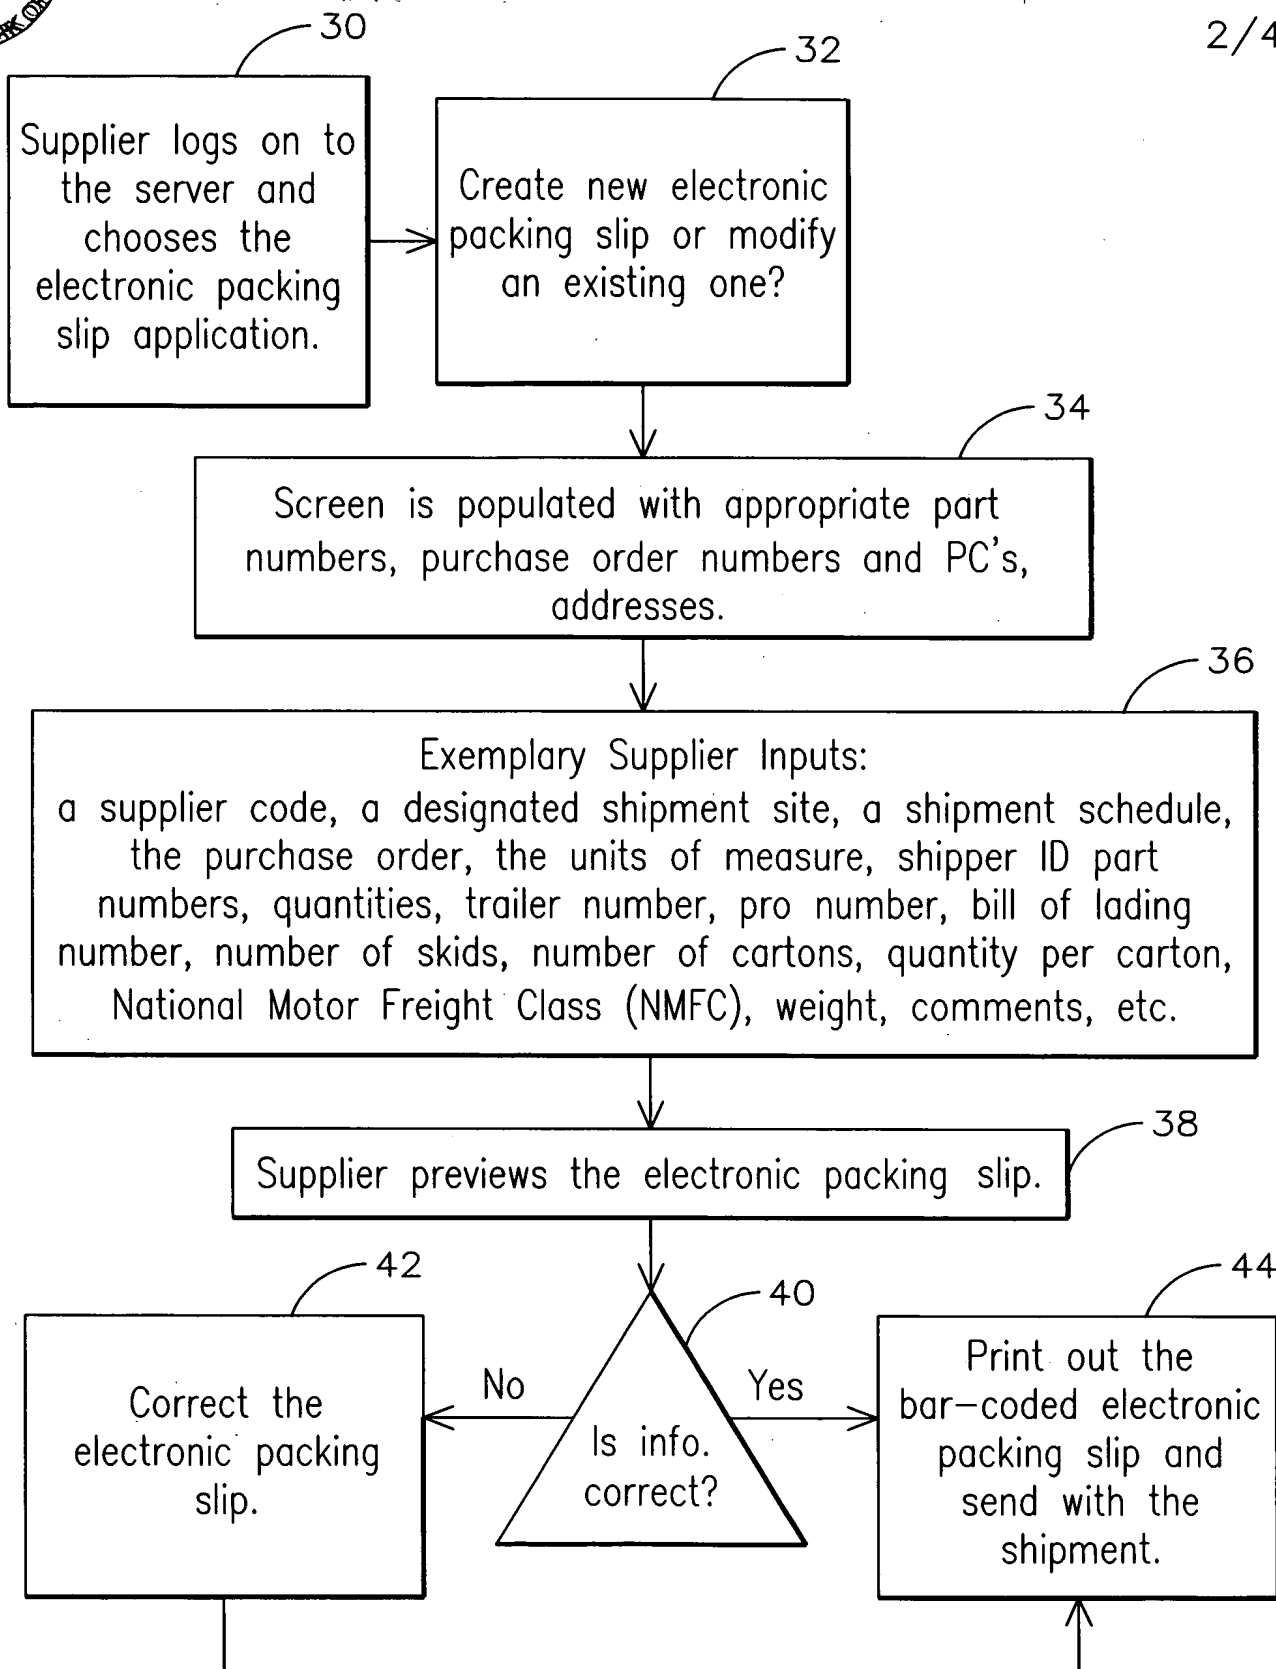 2/4
30
Supplier logs on to
the server and
chooses the
electronic packing
slip application.
32
Create new electronic
packing slip or modify
an existing one?
34
Screen is populated with appropriate part
numbers, purchase order numbers and PC's,
addresses.
36
Exemplary Supplier Inputs:
a supplier code, a designated shipment site, a shipment schedule,
the purchase order, the units of measure, shipper ID part
numbers, quantities, trailer number, pro number, bill of lading
number, number of skids, number of cartons, quantity per carton,
National Motor Freight Class (NMFC), weight, comments, etc.
38
Supplier previews the electronic packing slip.
40
Is info.
correct?
No
Yes
42
Correct the
electronic packing
slip.
44
Print out the
bar-coded electronic
packing slip and
send with the
shipment.